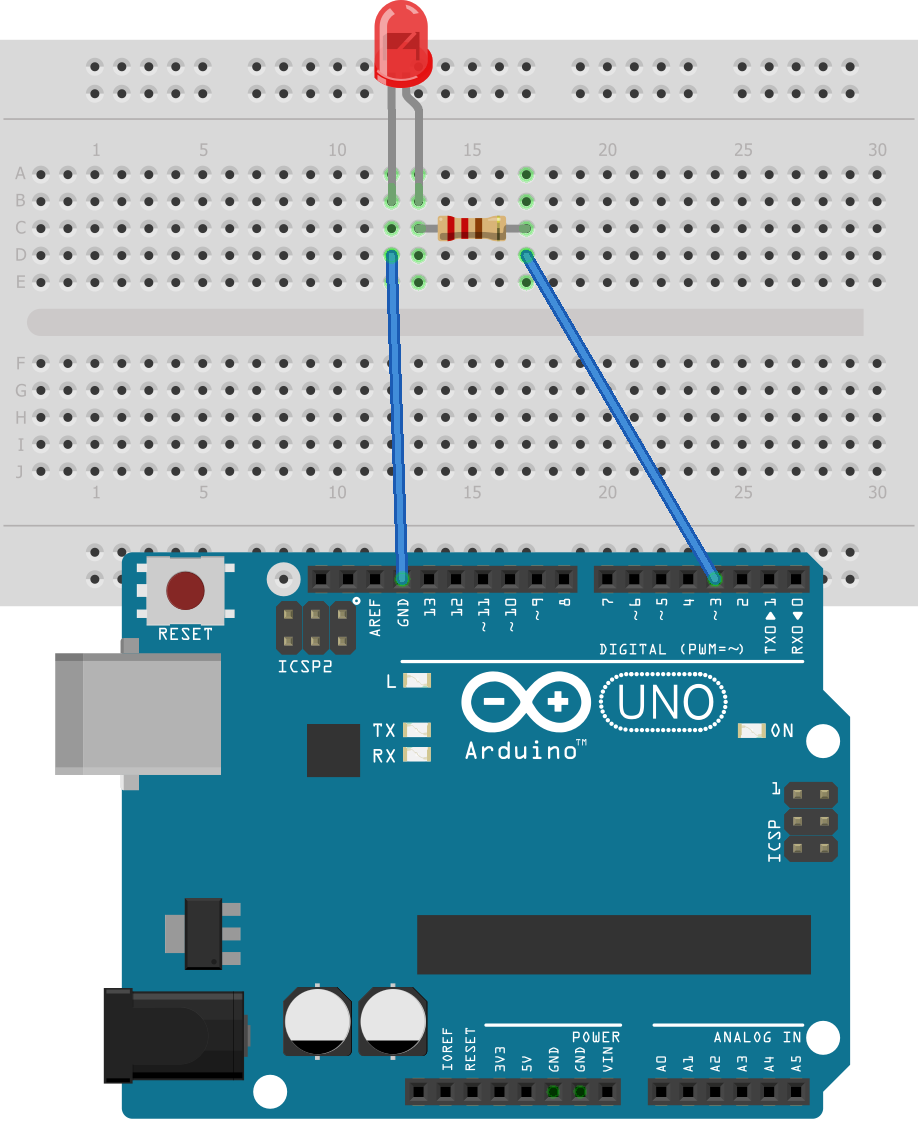 1 5 10 15 20 25 30
A
B
C
D
E
F
G
H
I
J
1 5 10 15 20 25 30
RESET
ICSP2
AREF
GND
13
12
~11
~10
~9
8
7
~6
~5
4
~3
2
TX0▶1
RX0◀0
DIGITAL (PWM=~)
L
TX
RX
UNO
Arduino™
ON
1
ICSP
IOREF
RESET
3V3
5V
GND
GND
VIN
POWER
ANALOG IN
A0
A1
A2
A3
A4
A5